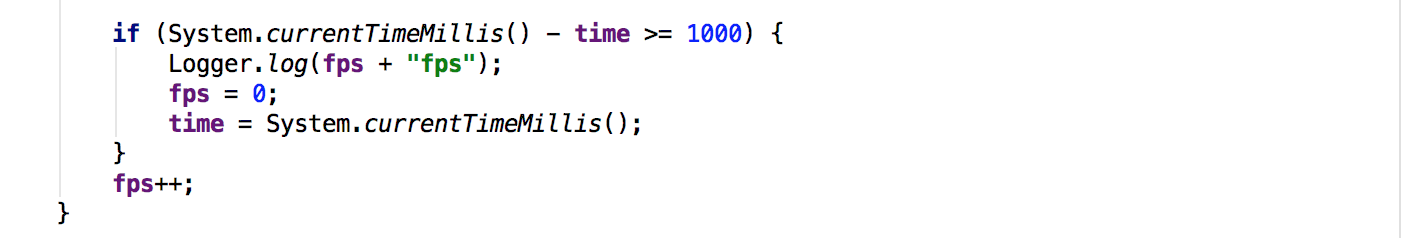 if (System.currentTimeMillis() - time >= 1000) {
Logger.log(fps + "fps");
fps = 0;
time = System.currentTimeMillis();
}
fps++;
}